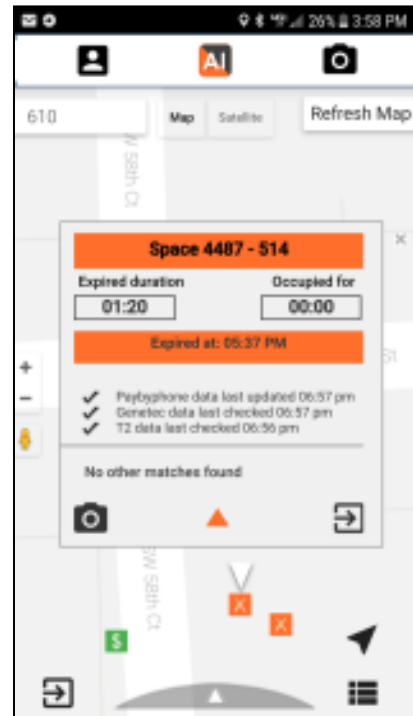 26% 3:58 PM
AI
610
Map
Satellite
Refresh Map
W 58th Ct
Space 4487 - 514
Expired duration
Occupied for
01:20
00:00
Expired at: 05:37 PM
St
Paybyphone data last updated 06:57 pm
Genetec data last checked 06:57 pm
T2 data last checked 06:56 pm
No other matches found
SW 58th Ct
X
X
$